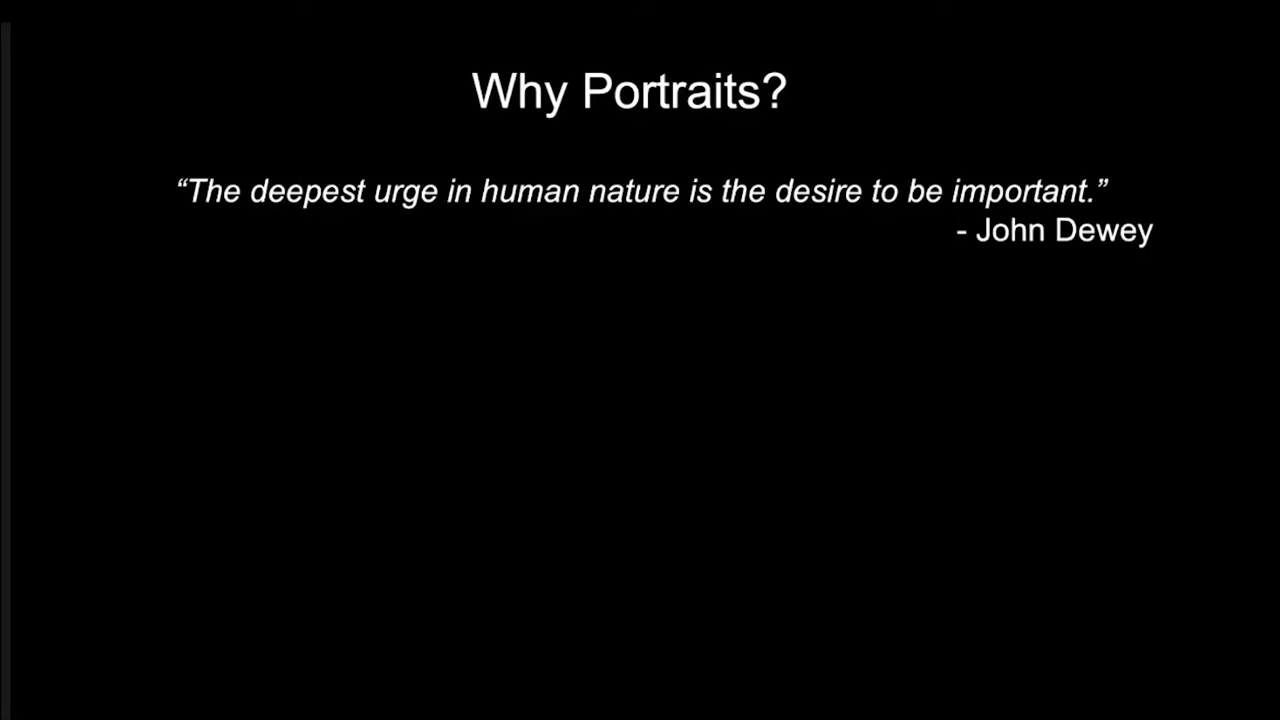 Why Portraits?
“The deepest urge in human nature is the desire to be important.”
- John Dewey